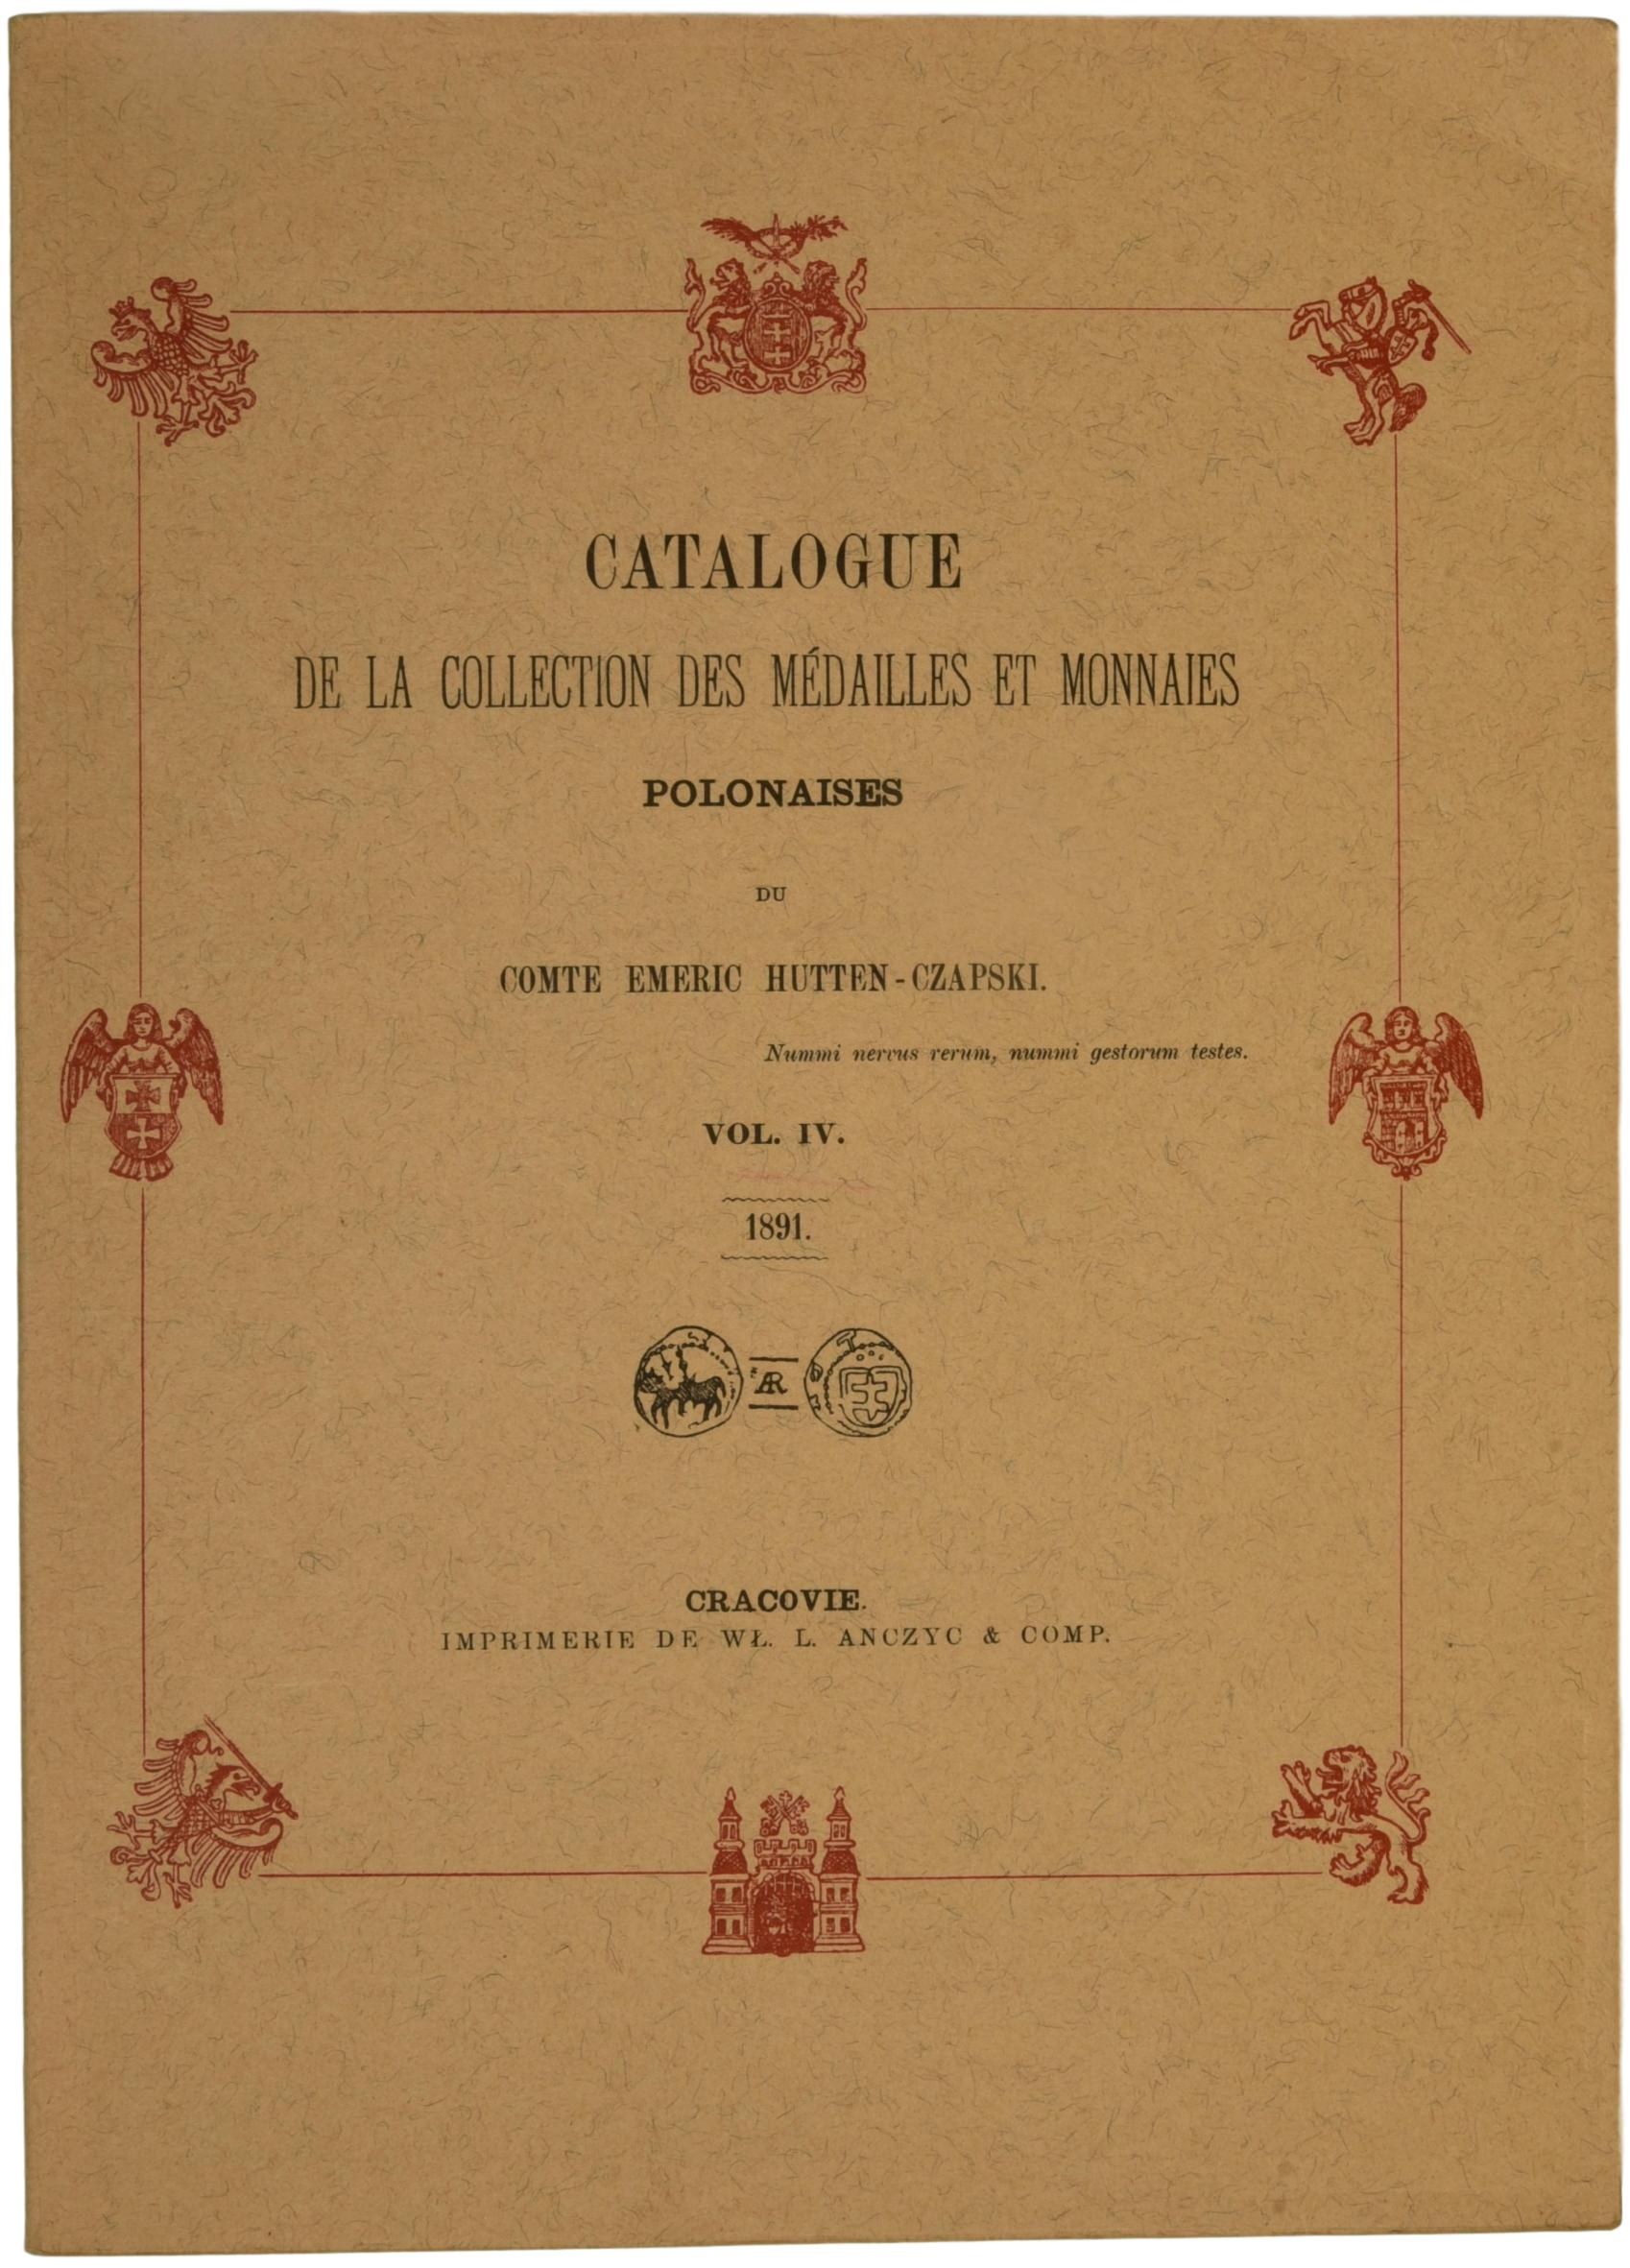 CATALOGUE
DE LA COLLECTION DES MÉDAILLES ET MONNAIES
POLONAISES
DU
COMTE EMERIC HUTTEN-CZAPSKI.
Nummi nervus rerum, nummi gestorum testes.
VOL. IV.
1891.
AR
CRACOVIE.
IMPRIMERIE DE WŁ. L. ANCZYC & COMP.